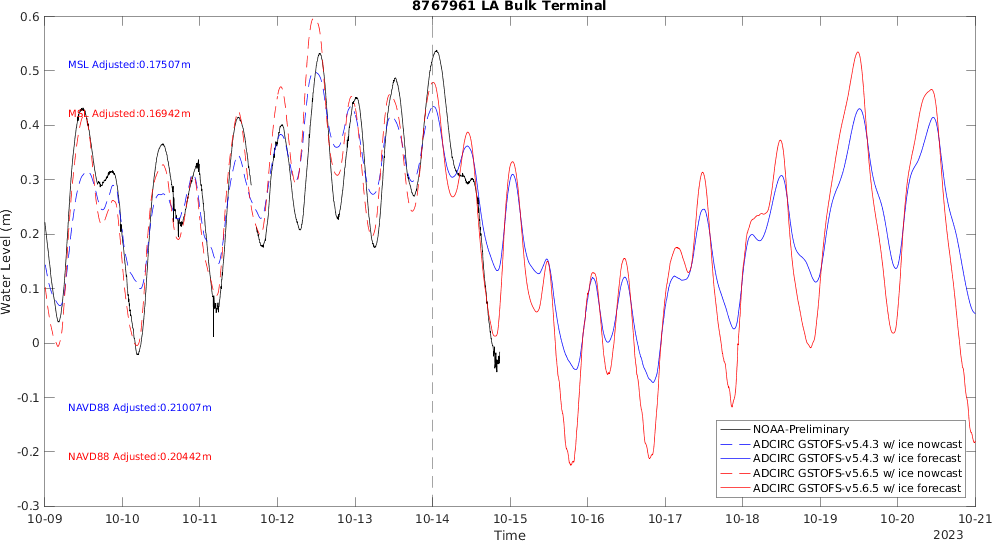 8767961 LA Bulk Terminal
0.6
0.5
0.4
0.3
0.2
0.1
0
-0.1
-0.2
-0.3
Water Level (m)
MSL Adjusted:0.17507m
MSL Adjusted:0.16942m
NAVD88 Adjusted:0.21007m
NAVD88 Adjusted:0.20442m
NOAA-Preliminary
ADCIRC GSTOFS-v5.4.3 w/ ice nowcast
ADCIRC GSTOFS-v5.4.3 w/ ice forecast
ADCIRC GSTOFS-v5.6.5 w/ ice nowcast
ADCIRC GSTOFS-v5.6.5 w/ ice forecast
10-09 10-10 10-11 10-12 10-13 10-14 10-15 10-16 10-17 10-18 10-19 10-20 10-21
Time
2023